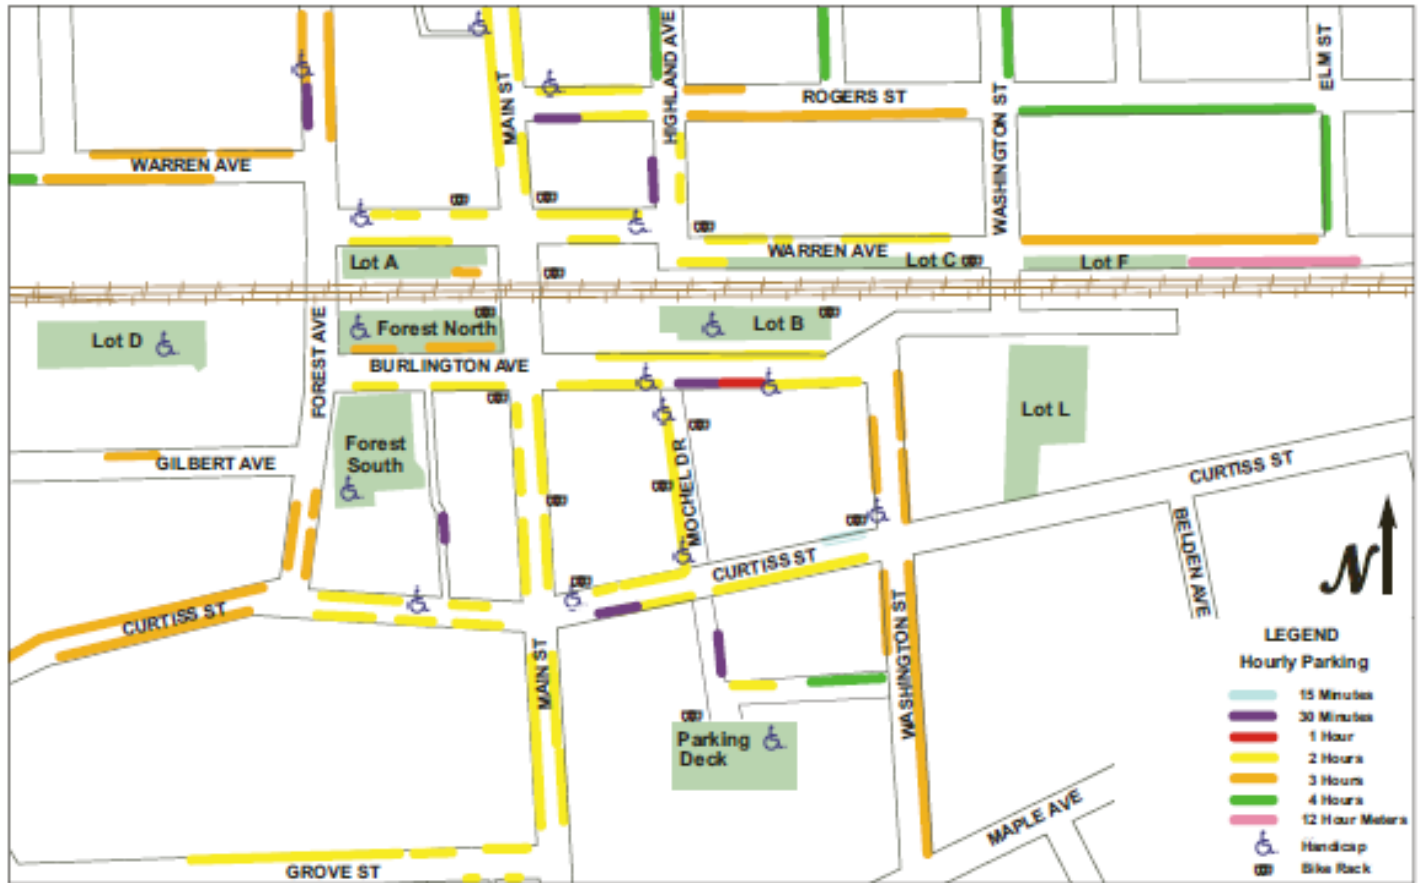 HIGHLAND AVE
ELM ST
MAIN ST
ROGERS ST
WASHINGTON ST
WARREN AVE
WARREN AVE
Lot A
Lot C
Lot F
Lot D
FOREST AVE
Forest North
Lot B
BURLINGTON AVE
Lot L
Forest
South
GILBERT AVE
MOCHEL DR
CURTISS ST
BELDEN AVE
CURTISS ST
CURTISS ST
N
MAIN ST
WASHINGTON ST
Parking
Deck
MAPLE AVE
GROVE ST
LEGEND
Hourly Parking
15 Minutes
30 Minutes
1 Hour
2 Hours
3 Hours
4 Hours
12 Hour Meters
Handicap
Bike Rack